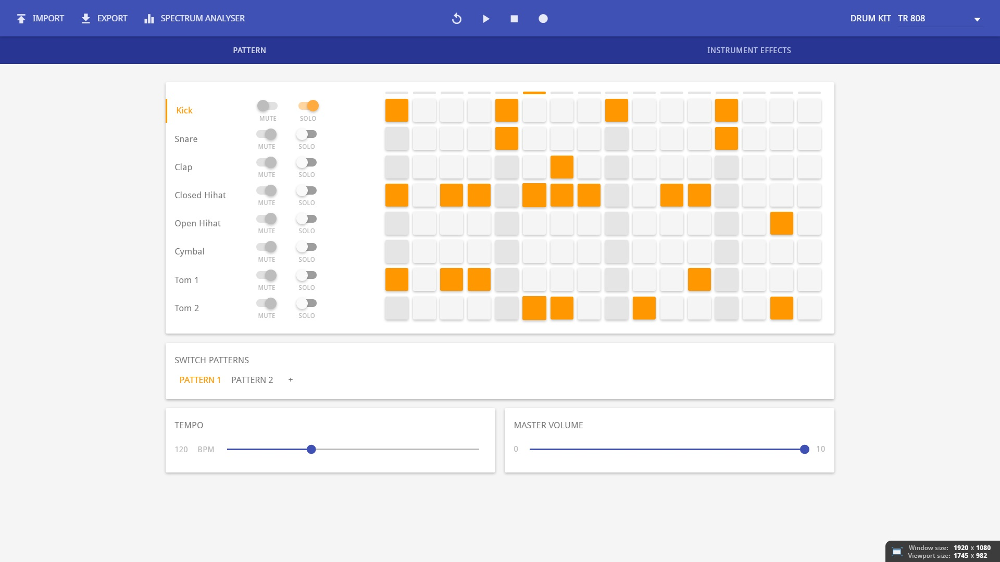 IMPORT EXPORT SPECTRUM ANALYSER DRUM KIT TR 808
PATTERN INSTRUMENT EFFECTS
Kick MUTE SOLO
Snare MUTE SOLO
Clap MUTE SOLO
Closed Hihat MUTE SOLO
Open Hihat MUTE SOLO
Cymbal MUTE SOLO
Tom 1 MUTE SOLO
Tom 2 MUTE SOLO
SWITCH PATTERNS
PATTERN 1 PATTERN 2 +
TEMPO
120 BPM
MASTER VOLUME
0 10
Window size: 1920 x 1080
Viewport size: 1745 x 982